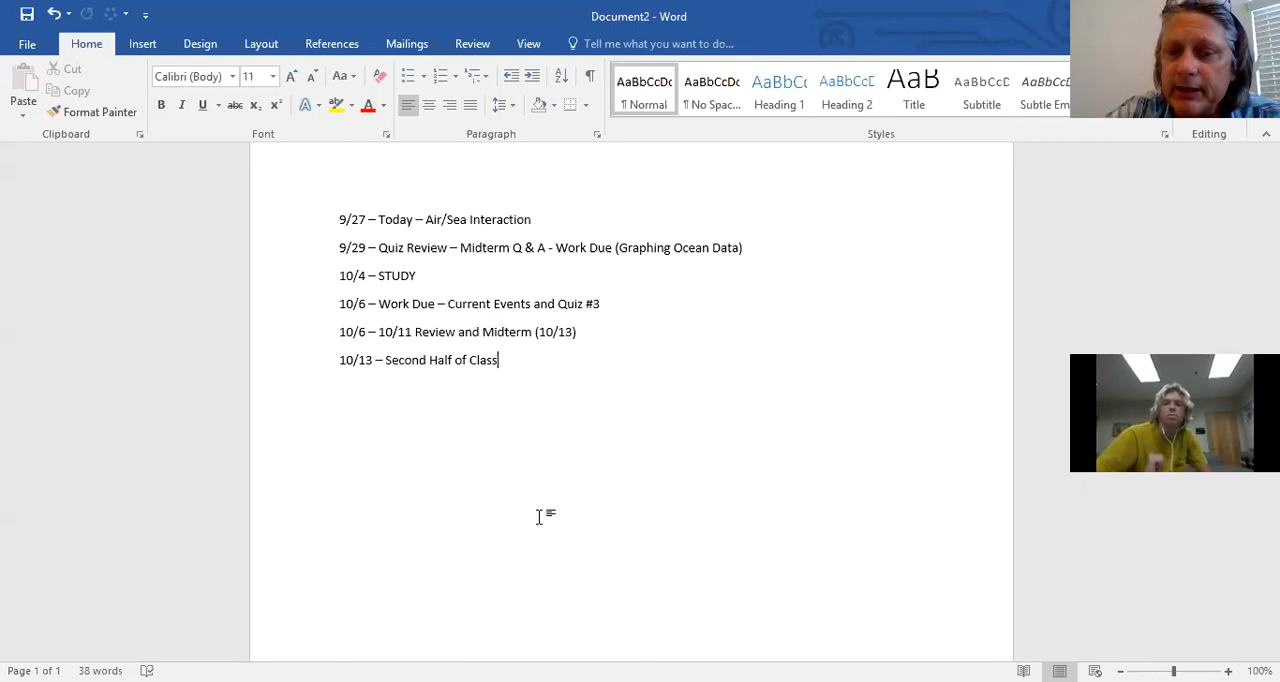 Document2 - Word
File Home Insert Design Layout References Mailings Review View Tell me what you want to do...
Paste
Cut
Copy
Format Painter
Calibri (Body) 11
Clipboard Font Paragraph Styles Editing
AaBbCcDc AaBbCcDc AaBbCc AaBbCcD AaB AaBbCcD AaBbCcD
¶ Normal ¶ No Spac... Heading 1 Heading 2 Title Subtitle Subtle Em
9/27 – Today – Air/Sea Interaction
9/29 – Quiz Review – Midterm Q & A - Work Due (Graphing Ocean Data)
10/4 – STUDY
10/6 – Work Due – Current Events and Quiz #3
10/6 – 10/11 Review and Midterm (10/13)
10/13 – Second Half of Class
Page 1 of 1 38 words 100%